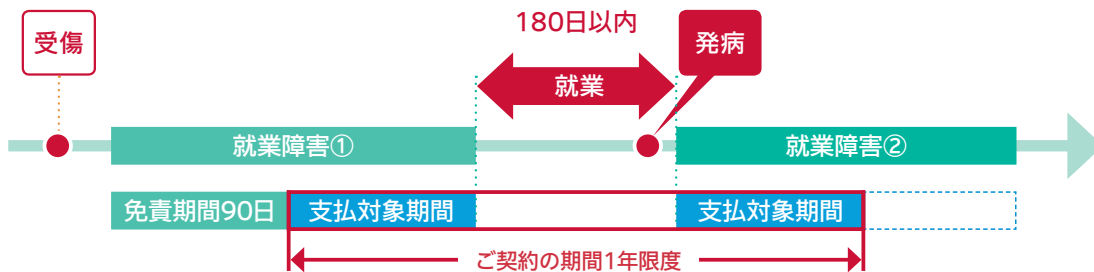 180日以内
受傷
発病
就業
就業障害①
就業障害②
免責期間90日
支払対象期間
支払対象期間
ご契約の期間1年限度